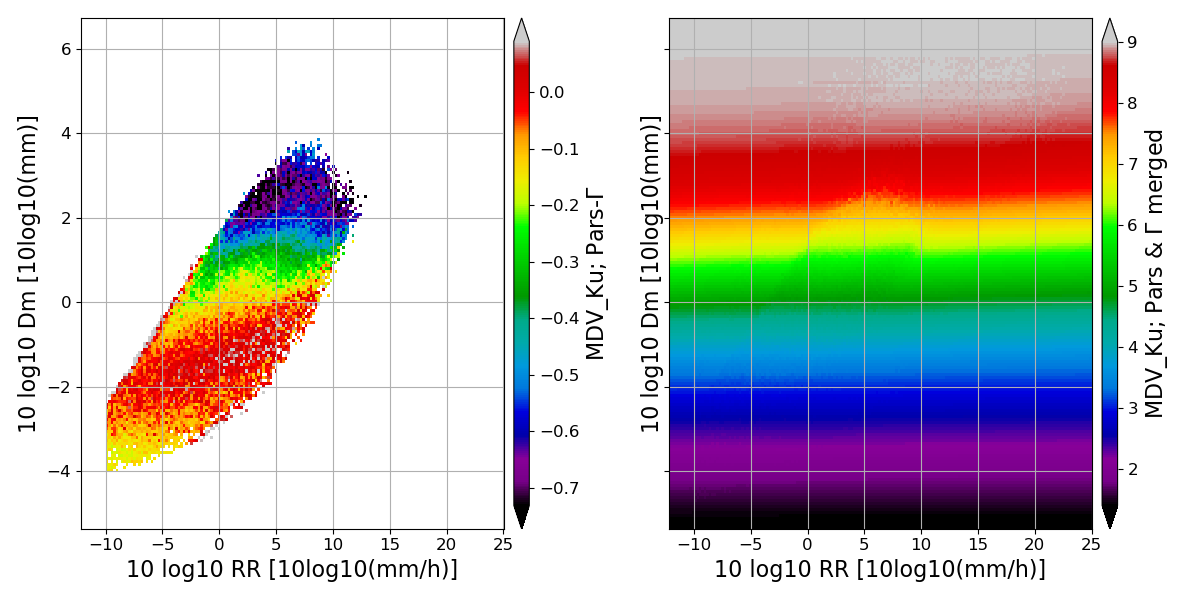 6
4
2
0
−2
−4
10 log10 Dm [10log10(mm)]
−10 −5 0 5 10 15 20 25
10 log10 RR [10log10(mm/h)]
0.0
−0.1
−0.2
−0.3
−0.4
−0.5
−0.6
−0.7
MDV_Ku; Pars-Γ
10 log10 Dm [10log10(mm)]
−10 −5 0 5 10 15 20 25
10 log10 RR [10log10(mm/h)]
9
8
7
6
5
4
3
2
MDV_Ku; Pars & Γ merged